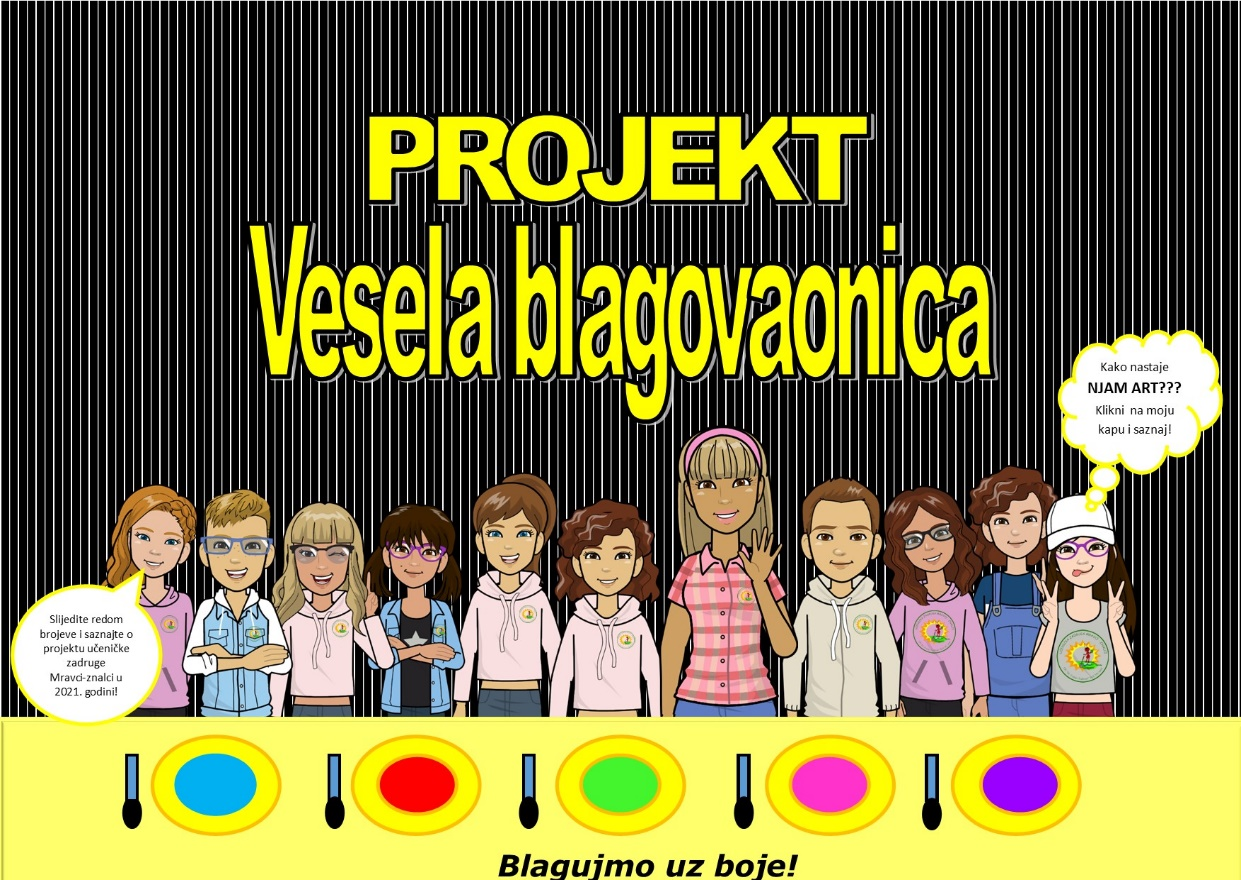 PROJEKT
Vesela blagovaonica
Kako nastaje
NJAM ART???
Klikni na moju
kapu i saznaj!
Slijedite redom
brojeve i saznajte o
projektu učeničke
zadruge
Mravci-znalci u
2021. godini!
Blagujmo uz boje!